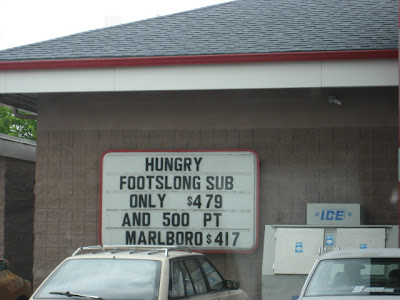 HUNGRY
FOOTSLONG SUB
ONLY $479
AND 500 PT
MARLBORO $417
ICE